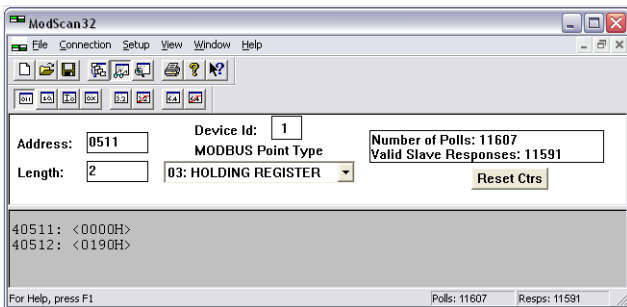 ModScan32
File Connection Setup View Window Help
Address: 0511
Device Id: 1
MODBUS Point Type
Length: 2
03: HOLDING REGISTER
Number of Polls: 11607
Valid Slave Responses: 11591
Reset Ctrs
40511: <0000H>
40512: <0190H>
For Help, press F1
Polls: 11607
Resps: 11591